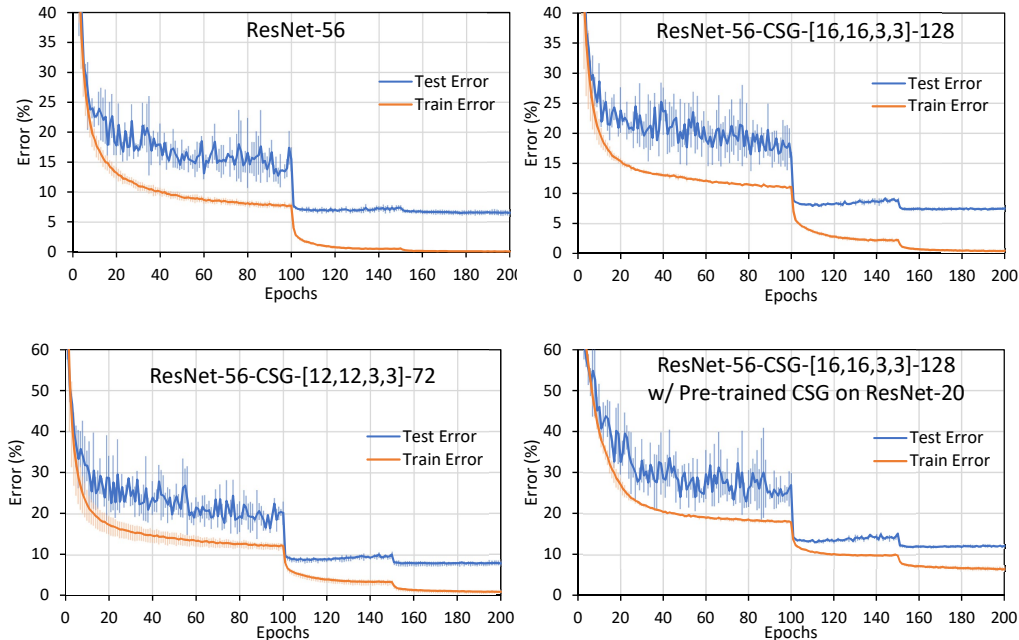 ResNet-56
Error (%)
40
35
30
25
20
15
10
5
0
Test Error
Train Error
0 20 40 60 80 100 120 140 160 180 200
Epochs
ResNet-56-CSG-[16,16,3,3]-128
Error (%)
40
35
30
25
20
15
10
5
0
Test Error
Train Error
0 20 40 60 80 100 120 140 160 180 200
Epochs
ResNet-56-CSG-[12,12,3,3]-72
Error (%)
60
50
40
30
20
10
0
Test Error
Train Error
0 20 40 60 80 100 120 140 160 180 200
Epochs
ResNet-56-CSG-[16,16,3,3]-128
w/ Pre-trained CSG on ResNet-20
Error (%)
60
50
40
30
20
10
0
Test Error
Train Error
0 20 40 60 80 100 120 140 160 180 200
Epochs